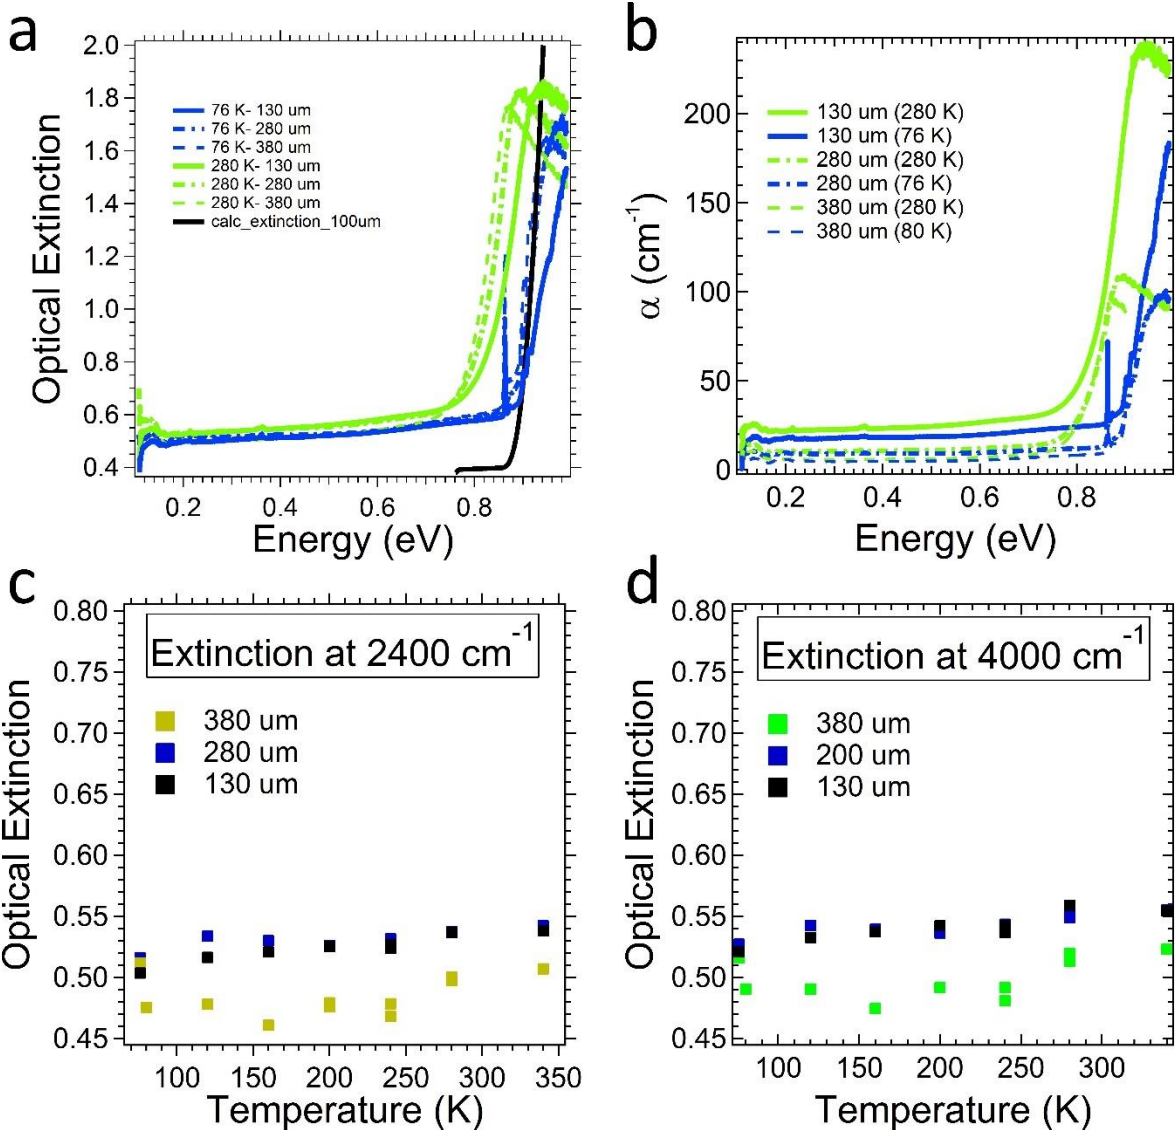 a
2.0
1.8
1.6
1.4
1.2
1.0
0.8
0.6
0.4
Optical Extinction
76 K- 130 um
76 K- 280 um
76 K- 380 um
280 K- 130 um
280 K- 280 um
280 K- 380 um
calc_extinction_100um
0.2 0.4 0.6 0.8
Energy (eV)
b
200
150
100
50
0
α (cm⁻¹)
130 um (280 K)
130 um (76 K)
280 um (280 K)
280 um (76 K)
380 um (280 K)
380 um (80 K)
0.2 0.4 0.6 0.8
Energy (eV)
c
0.80
0.75
0.70
0.65
0.60
0.55
0.50
0.45
Optical Extinction
Extinction at 2400 cm⁻¹
380 um
280 um
130 um
100 150 200 250 300 350
Temperature (K)
d
0.80
0.75
0.70
0.65
0.60
0.55
0.50
0.45
Optical Extinction
Extinction at 4000 cm⁻¹
380 um
200 um
130 um
100 150 200 250 300
Temperature (K)